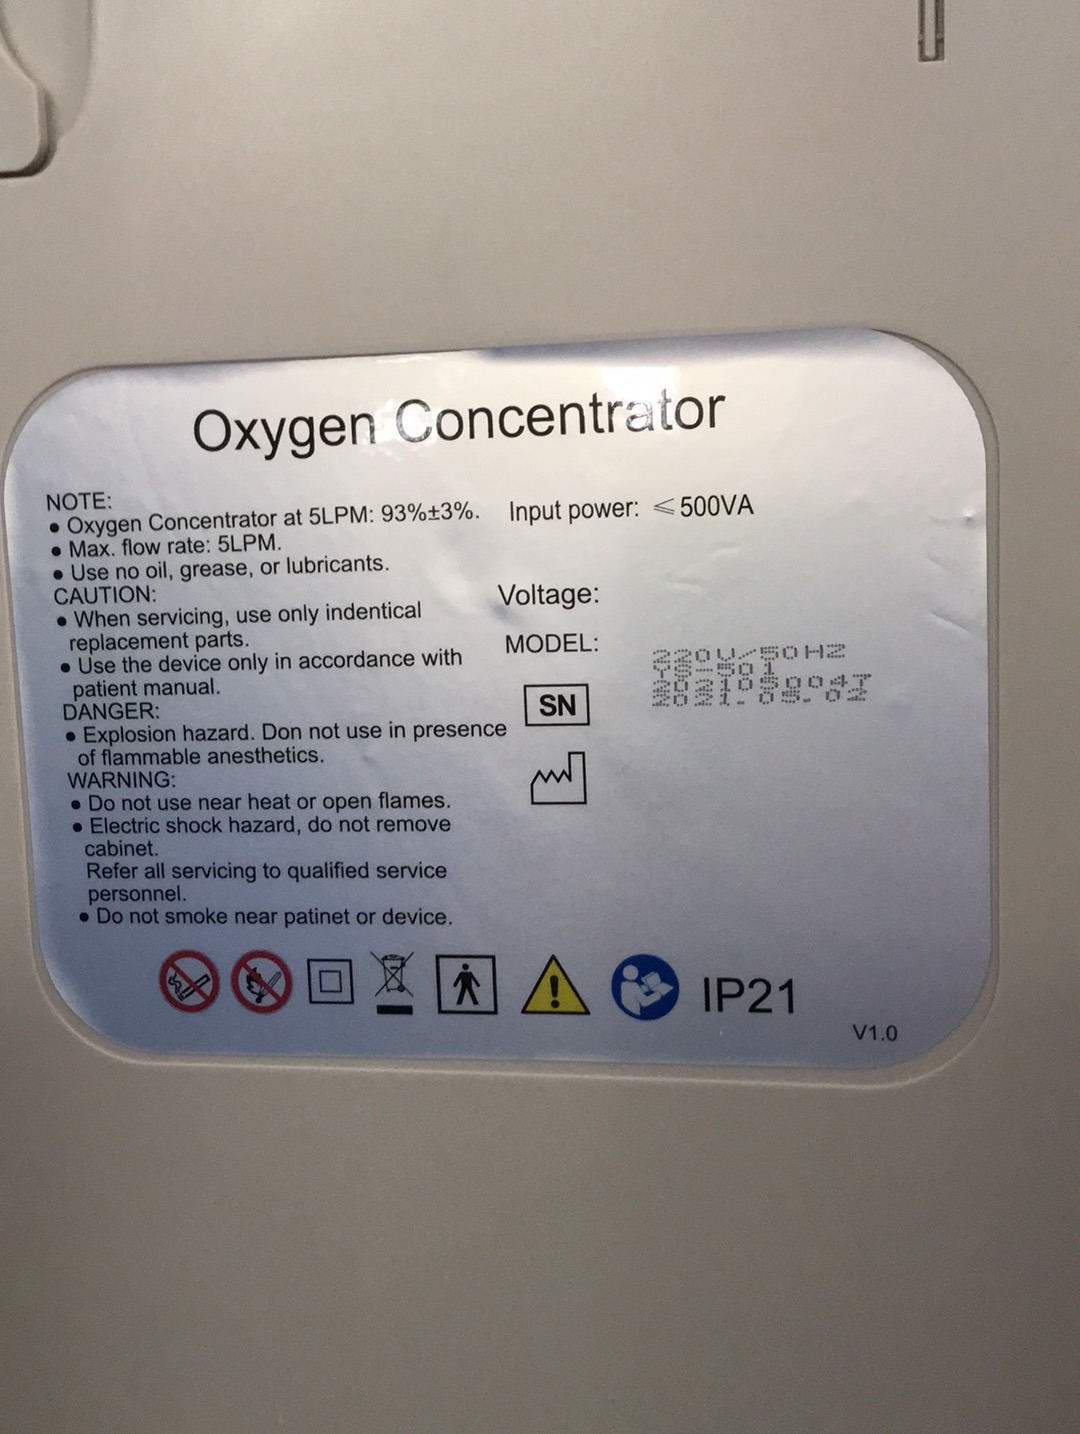 Oxygen Concentrator
NOTE:
• Oxygen Concentrator at 5LPM: 93%±3%.
• Max. flow rate: 5LPM.
• Use no oil, grease, or lubricants.
CAUTION:
• When servicing, use only indentical
replacement parts.
• Use the device only in accordance with
patient manual.
DANGER:
• Explosion hazard. Don not use in presence
of flammable anesthetics.
WARNING:
• Do not use near heat or open flames.
• Electric shock hazard, do not remove
cabinet.
Refer all servicing to qualified service
personnel.
• Do not smoke near patinet or device.
Input power: ≤500VA
Voltage:
MODEL:
SN
220V/50HZ
2021.05.02
IP21
V1.0